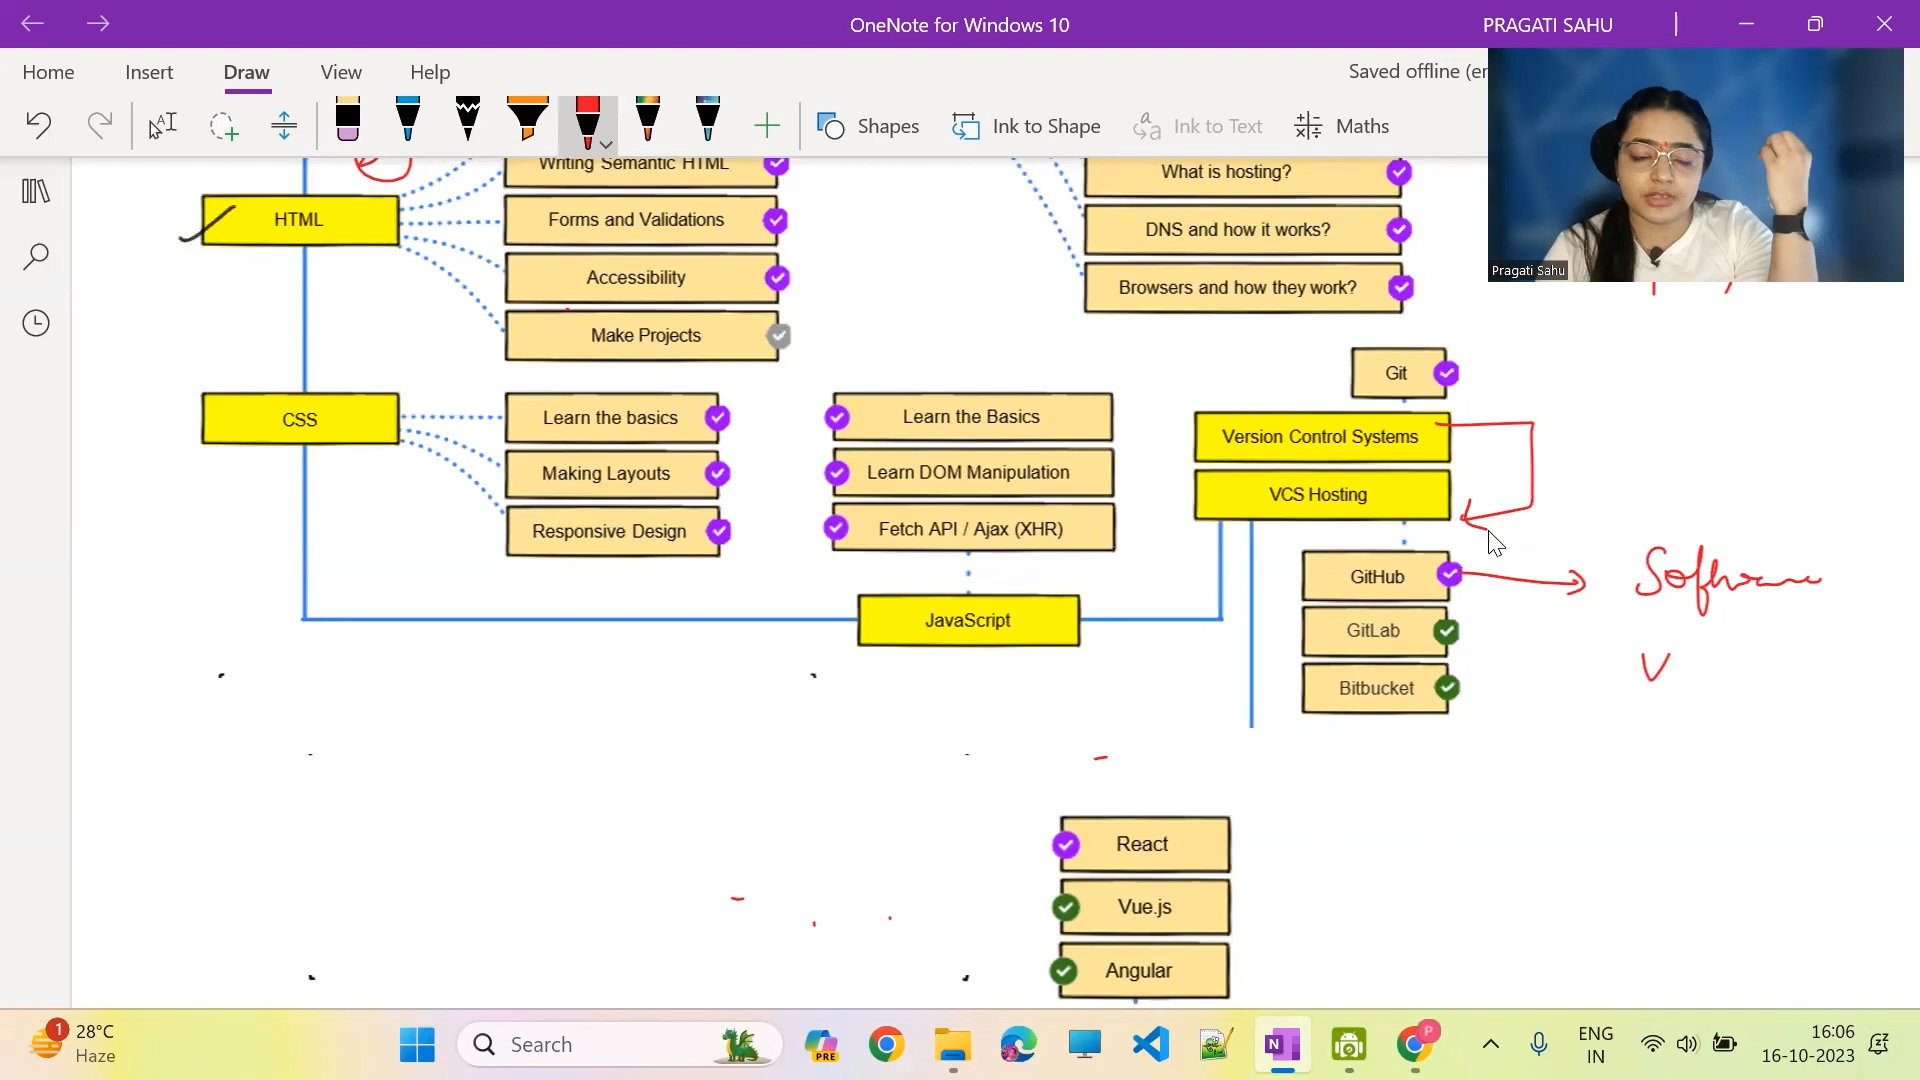 OneNote for Windows 10
PRAGATI SAHU
Home Insert Draw View Help
Saved offline (er
Shapes Ink to Shape Ink to Text Maths
Pragati Sahu
Writing Semantic HTML
HTML
Forms and Validations
Accessibility
Make Projects
What is hosting?
DNS and how it works?
Browsers and how they work?
CSS
Learn the basics
Making Layouts
Responsive Design
Learn the Basics
Learn DOM Manipulation
Fetch API / Ajax (XHR)
JavaScript
Git
Version Control Systems
VCS Hosting
GitHub
Software
GitLab
V
Bitbucket
React
Vue.js
Angular
1
28°C
Haze
Search
PRE
P
ENG
IN
16:06
16-10-2023